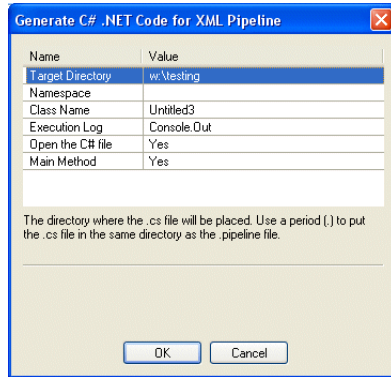 Generate C# .NET Code for XML Pipeline
Name Value
Target Directory w:\testing
Namespace
Class Name Untitled3
Execution Log Console.Out
Open the C# file Yes
Main Method Yes
The directory where the .cs file will be placed. Use a period (.) to put
the .cs file in the same directory as the .pipeline file.
OK Cancel